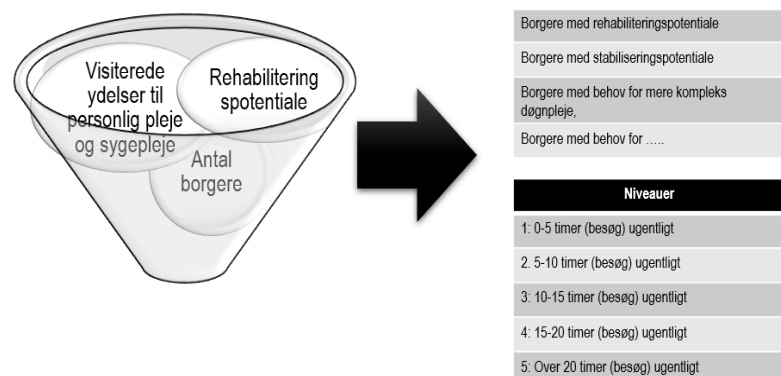 Visiterede
ydelser til
personlig pleje
og sygepleje
Rehabilitering
spotentiale
Antal
borgere
Borgere med rehabiliteringspotentiale
Borgere med stabiliseringspotentiale
Borgere med behov for mere kompleks
døgnpleje,
Borgere med behov for .....
Niveauer
1: 0-5 timer (besøg) ugentligt
2. 5-10 timer (besøg) ugentligt
3: 10-15 timer (besøg) ugentligt
4: 15-20 timer (besøg) ugentligt
5: Over 20 timer (besøg) ugentligt